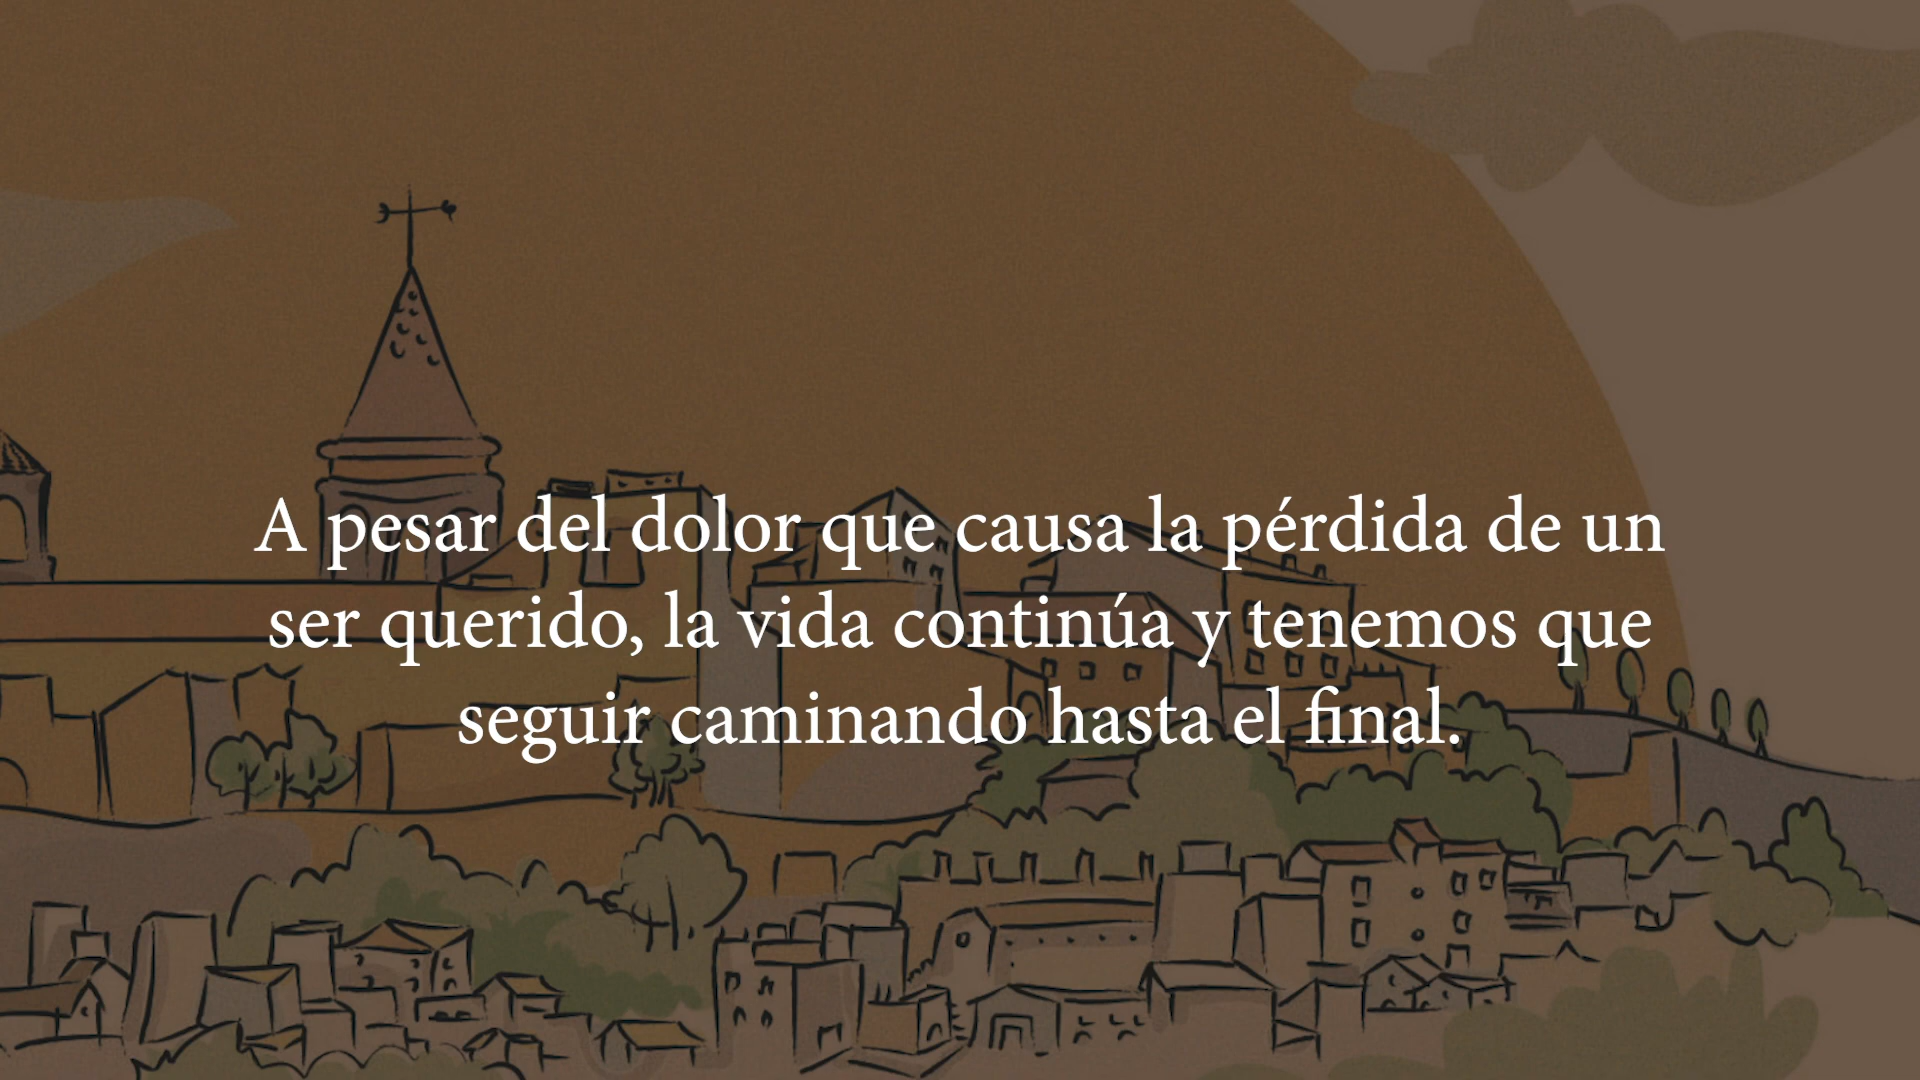 A pesar del dolor que causa la pérdida de un
ser querido, la vida continúa y tenemos que
seguir caminando hasta el final.